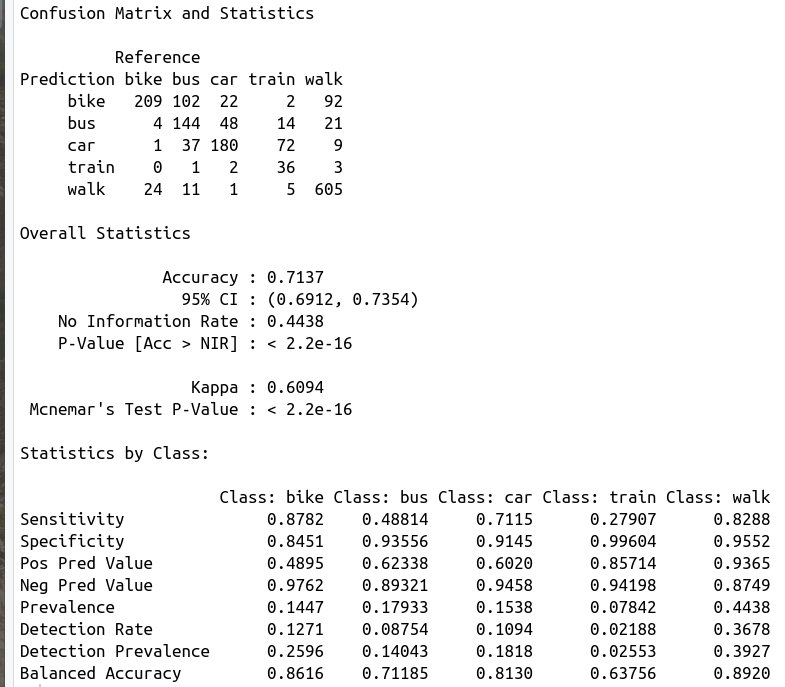 Confusion Matrix and Statistics
Reference
Prediction bike bus car train walk
bike 209 102 22 2 92
bus 4 144 48 14 21
car 1 37 180 72 9
train 0 1 2 36 3
walk 24 11 1 5 605
Overall Statistics
Accuracy : 0.7137
95% CI : (0.6912, 0.7354)
No Information Rate : 0.4438
P-Value [Acc > NIR] : < 2.2e-16
Kappa : 0.6094
Mcnemar's Test P-Value : < 2.2e-16
Statistics by Class:
Class: bike Class: bus Class: car Class: train Class: walk
Sensitivity 0.8782 0.48814 0.7115 0.27907 0.8288
Specificity 0.8451 0.93556 0.9145 0.99604 0.9552
Pos Pred Value 0.4895 0.62338 0.6020 0.85714 0.9365
Neg Pred Value 0.9762 0.89321 0.9458 0.94198 0.8749
Prevalence 0.1447 0.17933 0.1538 0.07842 0.4438
Detection Rate 0.1271 0.08754 0.1094 0.02188 0.3678
Detection Prevalence 0.2596 0.14043 0.1818 0.02553 0.3927
Balanced Accuracy 0.8616 0.71185 0.8130 0.63756 0.8920